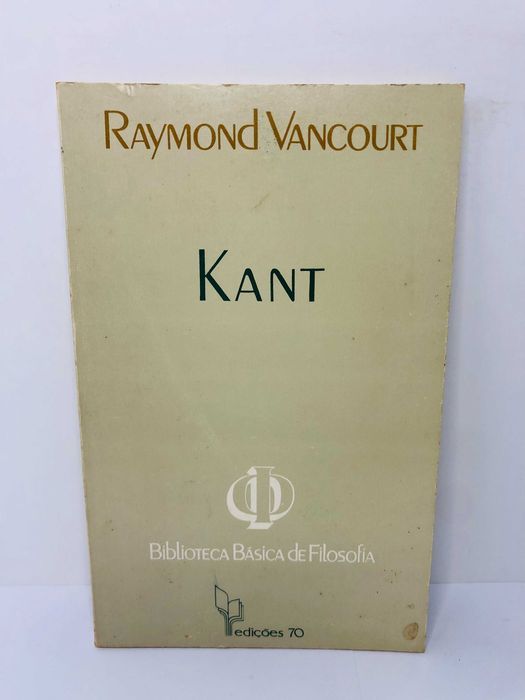 Raymond Vancourt
Kant
Biblioteca Básica de Filosofia
edições 70